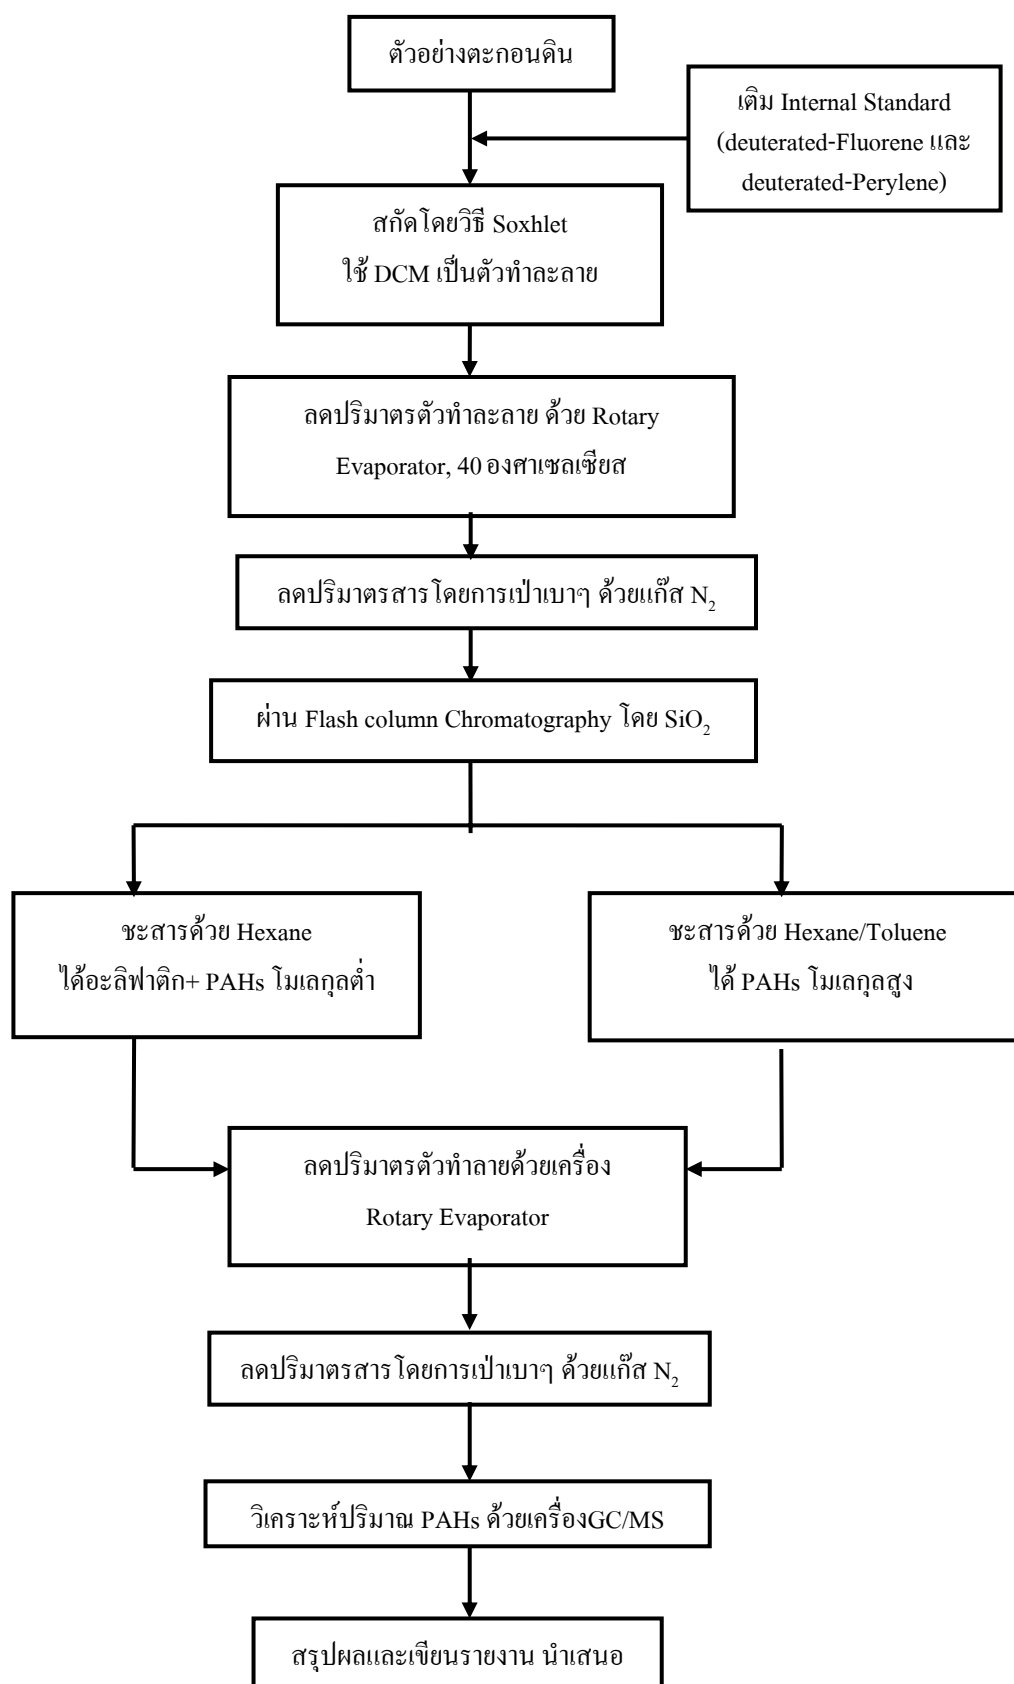 ตัวอย่างตะกอนดิน
เติม Internal Standard
(deuterated-Fluorene และ
deuterated-Perylene)
สกัดโดยวิธี Soxhlet
ใช้ DCM เป็นตัวทำละลาย
ลดปริมาตรตัวทำละลาย ด้วย Rotary
Evaporator, 40 องศาเซลเซียส
ลดปริมาตรสารโดยการเป่าเบาๆ ด้วยแก๊ส N₂
ผ่าน Flash column Chromatography โดย SiO₂
ชะสารด้วย Hexane
ได้อะลิฟาติก+ PAHs โมเลกุลต่ำ
ชะสารด้วย Hexane/Toluene
ได้ PAHs โมเลกุลสูง
ลดปริมาตรตัวทำลายด้วยเครื่อง
Rotary Evaporator
ลดปริมาตรสารโดยการเป่าเบาๆ ด้วยแก๊ส N₂
วิเคราะห์ปริมาณ PAHs ด้วยเครื่องGC/MS
สรุปผลและเขียนรายงาน นำเสนอ